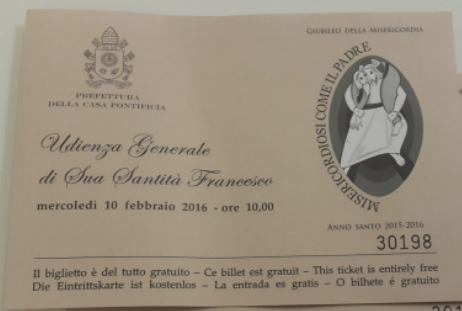 PREFETTURA
DELLA CASA PONTIFICIA
GIUBILEO DELLA MISERICORDIA
MISERICORDIOSI COME IL PADRE
Udienza Generale
di Sua Santità Francesco
mercoledì 10 febbraio 2016 - ore 10,00
ANNO SANTO 2015-2016
30198
Il biglietto è del tutto gratuito – Ce billet est gratuit – This ticket is entirely free
Die Eintrittskarte ist kostenlos – La entrada es gratis – O bilhete é gratuito